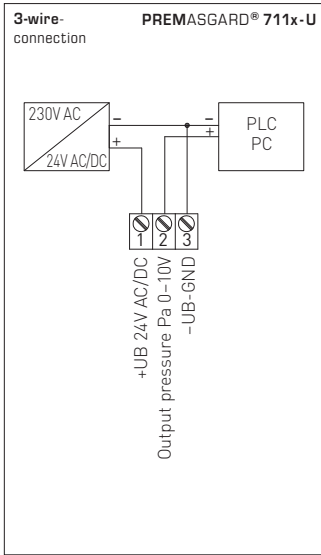 3-wire-
connection
PREMASGARD® 711x-U
230V AC
24V AC/DC
−
+
−
+
PLC
PC
1
2
3
+UB 24V AC/DC
Output pressure Pa 0–10V
–UB-GND